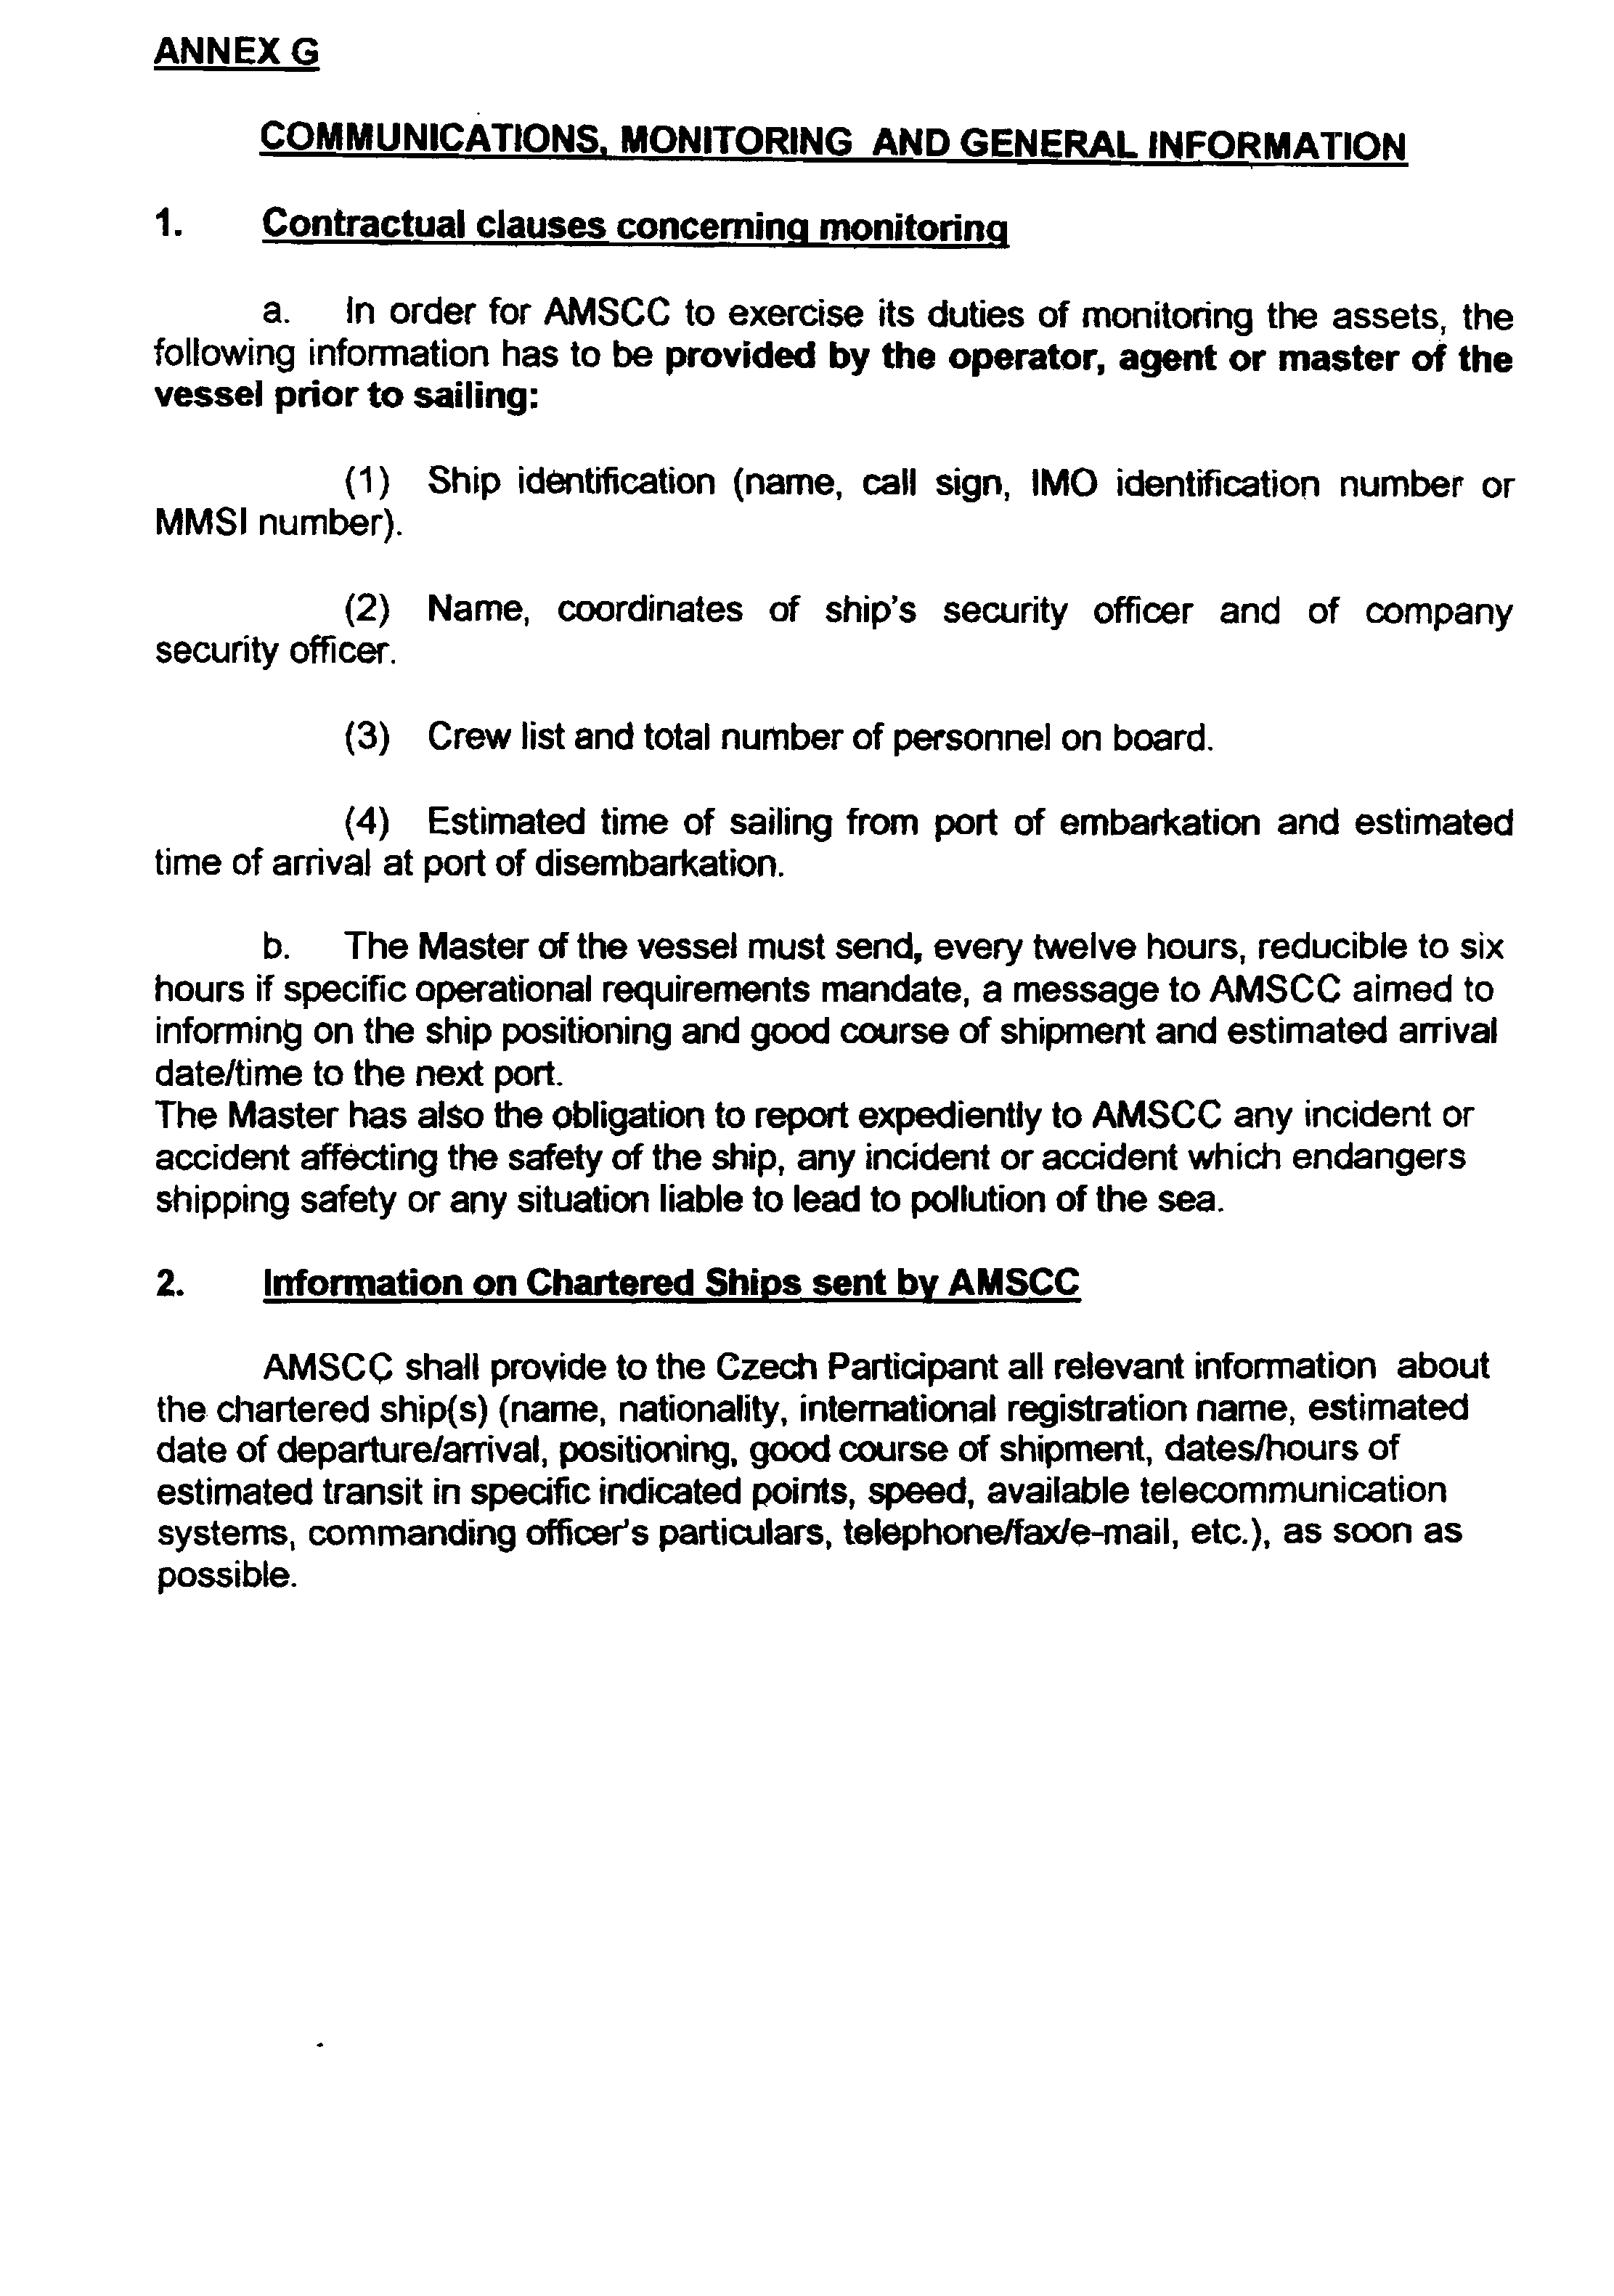 ANNEX G
COMMUNICATIONS, MONITORING AND GENERAL INFORMATION
1. Contractual clauses concerning monitoring
a. In order for AMSCC to exercise its duties of monitoring the assets, the
following information has to be provided by the operator, agent or master of the
vessel prior to sailing:
(1) Ship identification (name, call sign, IMO identification number or
MMSI number).
(2) Name, coordinates of ship's security officer and of company
security officer.
(3) Crew list and total number of personnel on board.
(4) Estimated time of sailing from port of embarkation and estimated
time of arrival at port of disembarkation.
b. The Master of the vessel must send, every twelve hours, reducible to six
hours if specific operational requirements mandate, a message to AMSCC aimed to
informing on the ship positioning and good course of shipment and estimated arrival
date/time to the next port.
The Master has also the obligation to report expediently to AMSCC any incident or
accident affecting the safety of the ship, any incident or accident which endangers
shipping safety or any situation liable to lead to pollution of the sea.
2. Information on Chartered Ships sent by AMSCC
AMSCC shall provide to the Czech Participant all relevant information about
the chartered ship(s) (name, nationality, international registration name, estimated
date of departure/arrival, positioning, good course of shipment, dates/hours of
estimated transit in specific indicated points, speed, available telecommunication
systems, commanding officer's particulars, telephone/fax/e-mail, etc.), as soon as
possible.